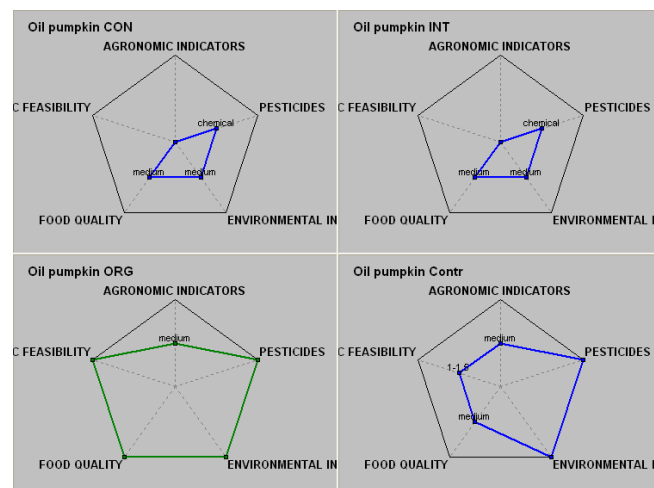 Oil pumpkin CON
AGRONOMIC INDICATORS
C FEASIBILITY
PESTICIDES
chemical
medium
medium
FOOD QUALITY
ENVIRONMENTAL IN
Oil pumpkin INT
AGRONOMIC INDICATORS
C FEASIBILITY
PESTICIDES
chemical
medium
medium
FOOD QUALITY
ENVIRONMENTAL I
Oil pumpkin ORG
AGRONOMIC INDICATORS
medium
C FEASIBILITY
PESTICIDES
FOOD QUALITY
ENVIRONMENTAL IN
Oil pumpkin Contr
AGRONOMIC INDICATORS
medium
C FEASIBILITY
PESTICIDES
1-1.5
medium
FOOD QUALITY
ENVIRONMENTAL I